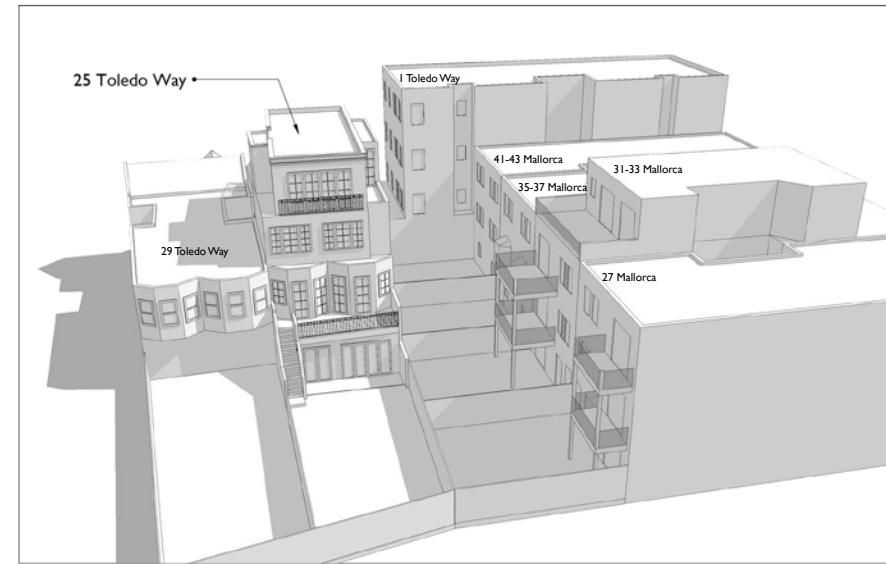 25 Toledo Way
1 Toledo Way
41-43 Mallorca
31-33 Mallorca
35-37 Mallorca
29 Toledo Way
27 Mallorca